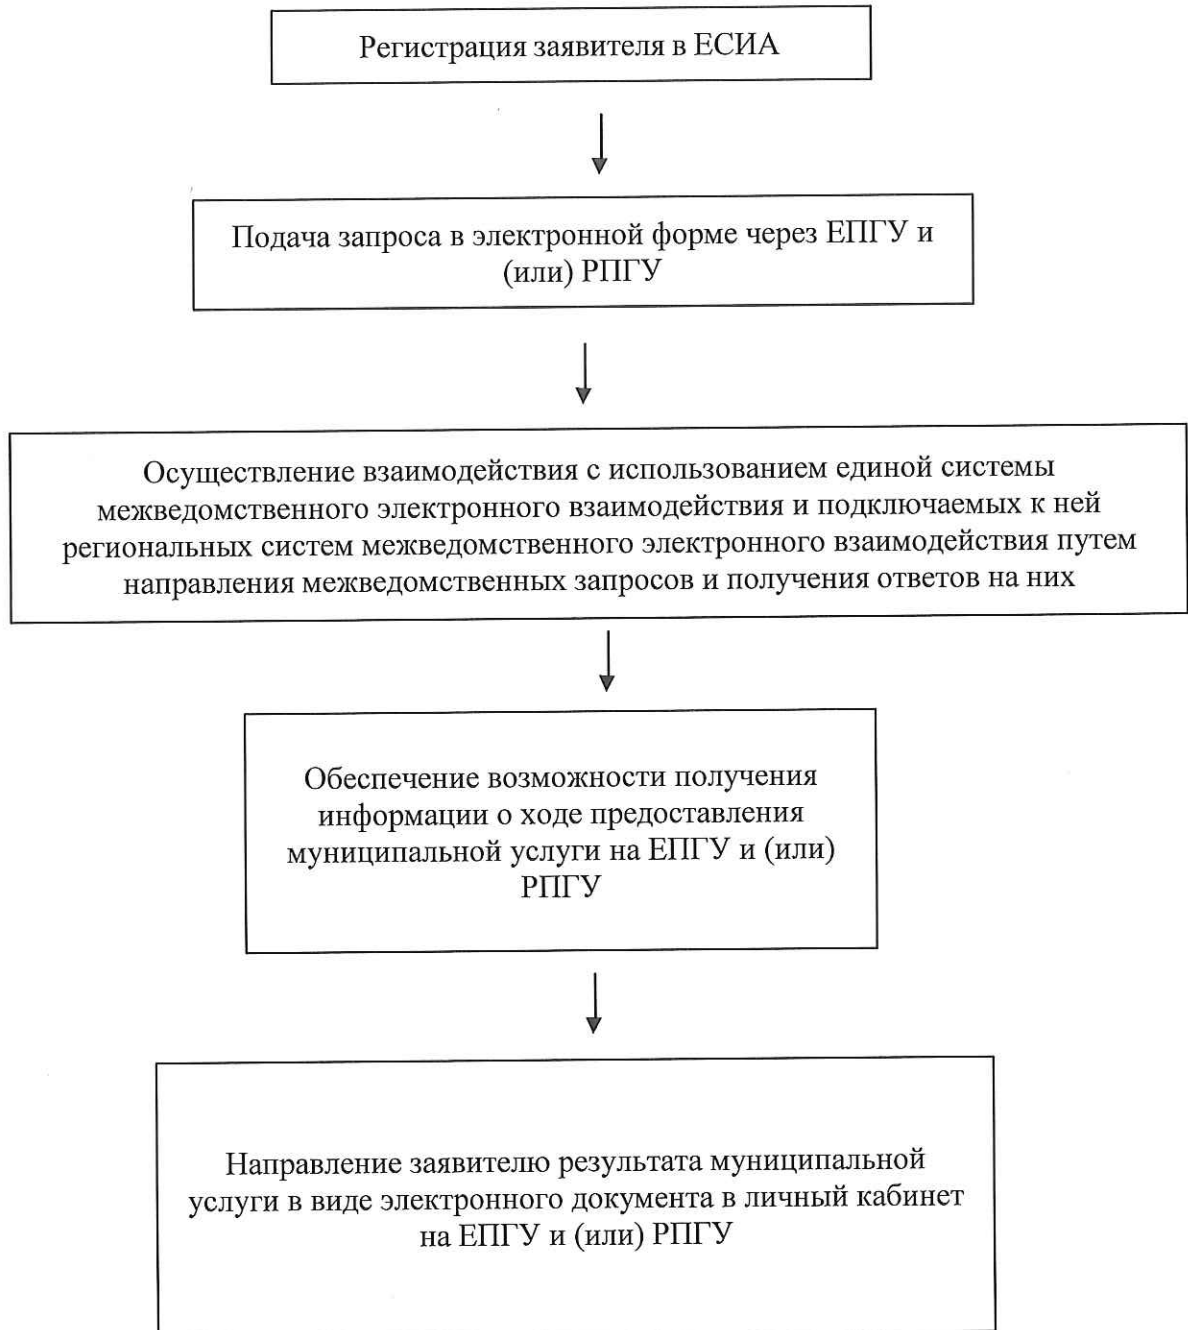 Регистрация заявителя в ЕСИА
Подача запроса в электронной форме через ЕПГУ и
(или) РПГУ
Осуществление взаимодействия с использованием единой системы
межведомственного электронного взаимодействия и подключаемых к ней
региональных систем межведомственного электронного взаимодействия путем
направления межведомственных запросов и получения ответов на них
Обеспечение возможности получения
информации о ходе предоставления
муниципальной услуги на ЕПГУ и (или)
РПГУ
Направление заявителю результата муниципальной
услуги в виде электронного документа в личный кабинет
на ЕПГУ и (или) РПГУ